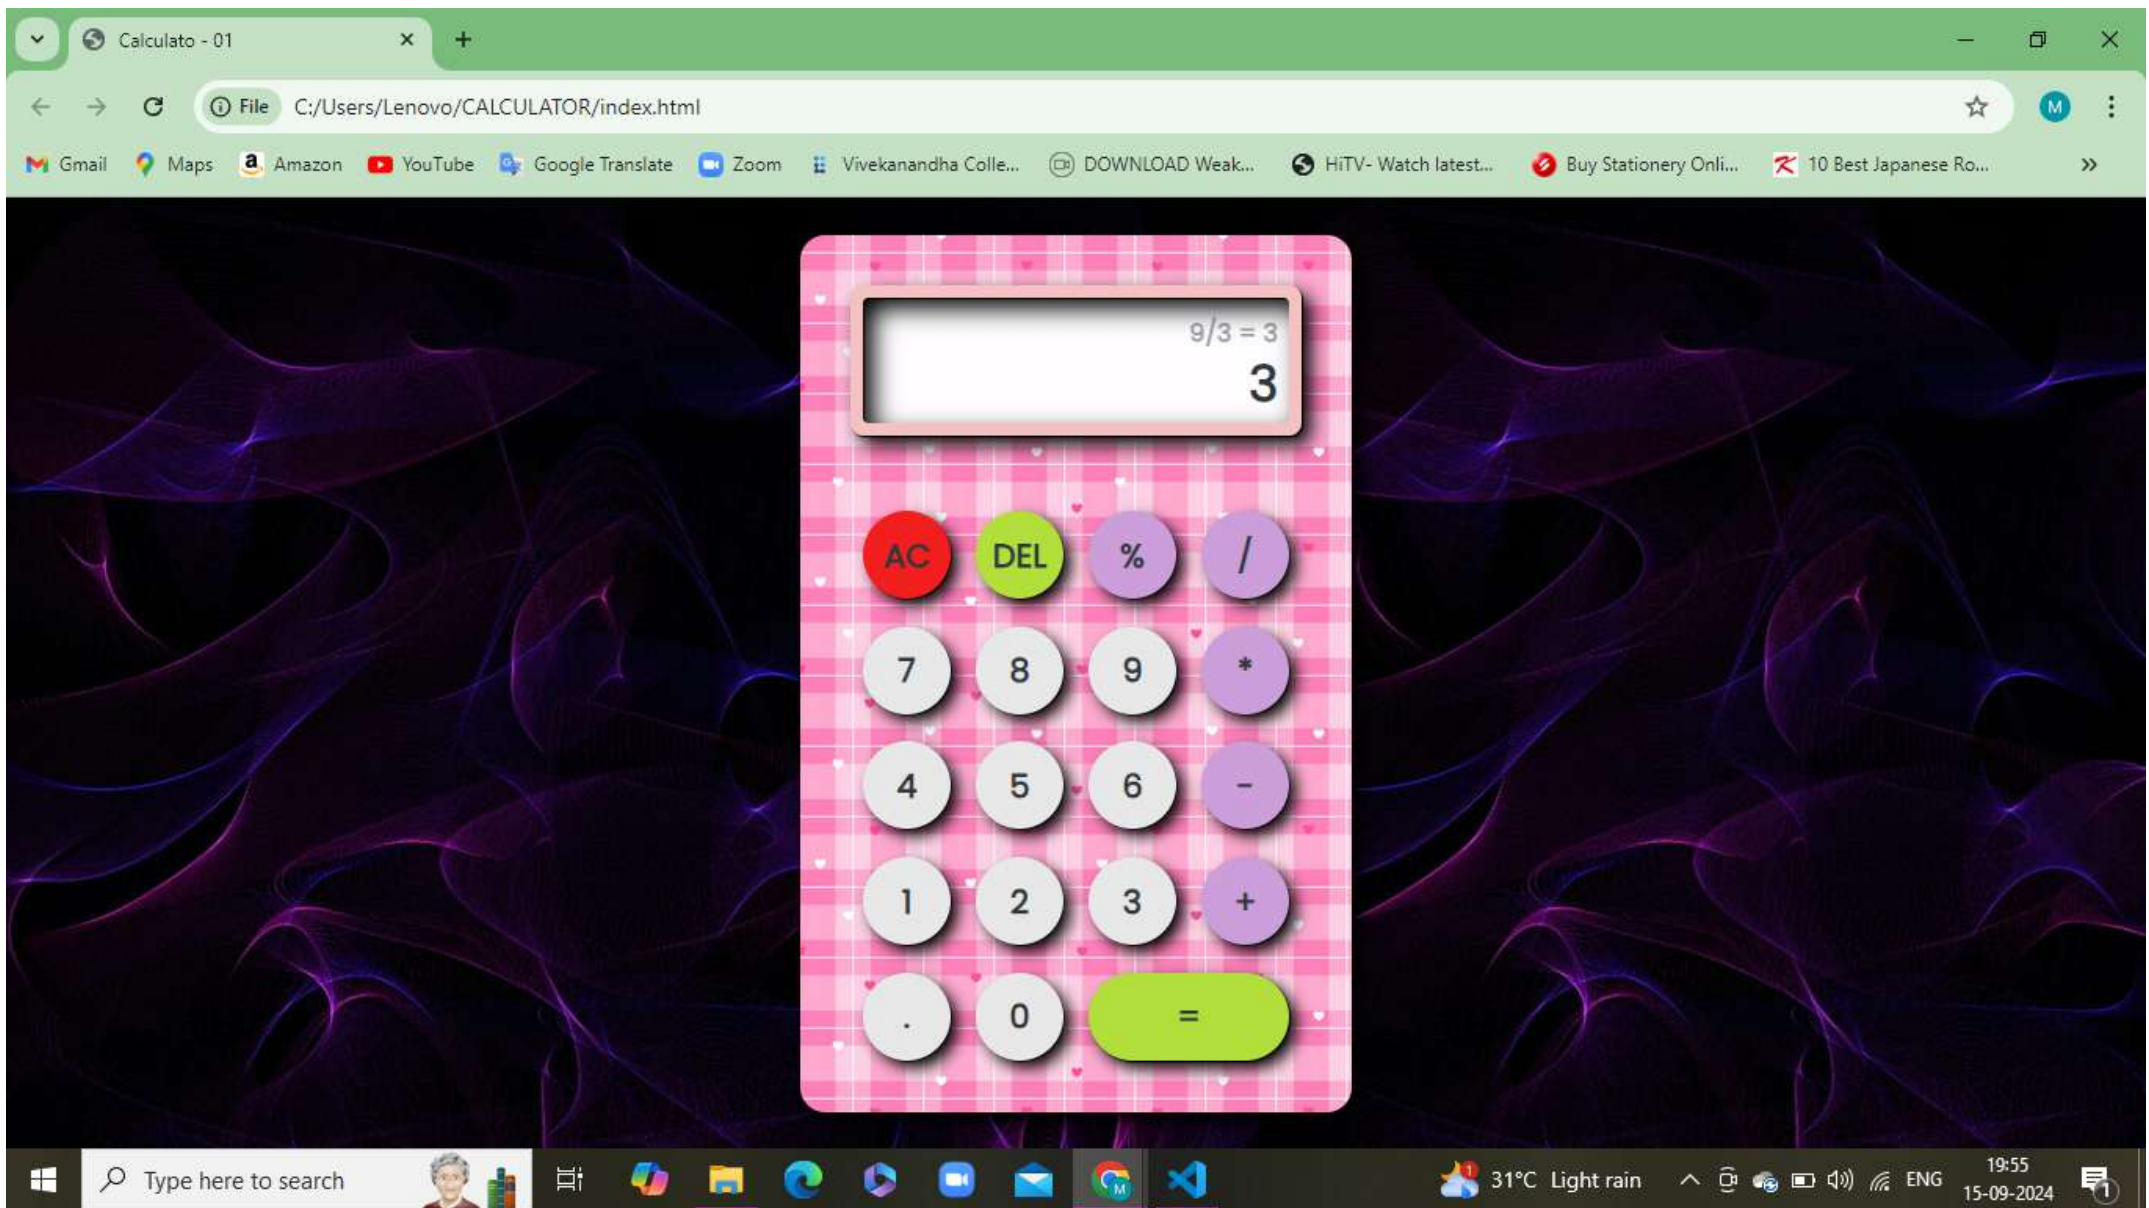 Calculato - 01
File C:/Users/Lenovo/CALCULATOR/index.html M
Gmail Maps Amazon YouTube Google Translate Zoom Vivekanandha Colle... DOWNLOAD Weak... HiTV- Watch latest... Buy Stationery Onli... 10 Best Japanese Ro... »
9/3 = 3
3
AC DEL % /
7 8 9 *
4 5 6 -
1 2 3 +
. 0 =
Type here to search M 1 31°C Light rain ENG 19:55 1
15-09-2024